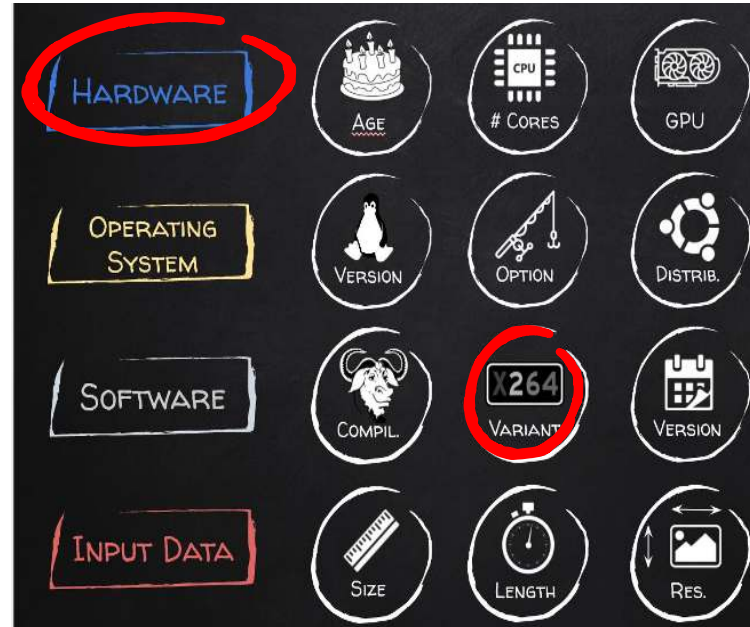 HARDWARE
AGE
CPU
# CORES
GPU
OPERATING
SYSTEM
VERSION
OPTION
DISTRIB.
SOFTWARE
COMPIL.
X264
VARIANT
VERSION
INPUT DATA
SIZE
LENGTH
RES.